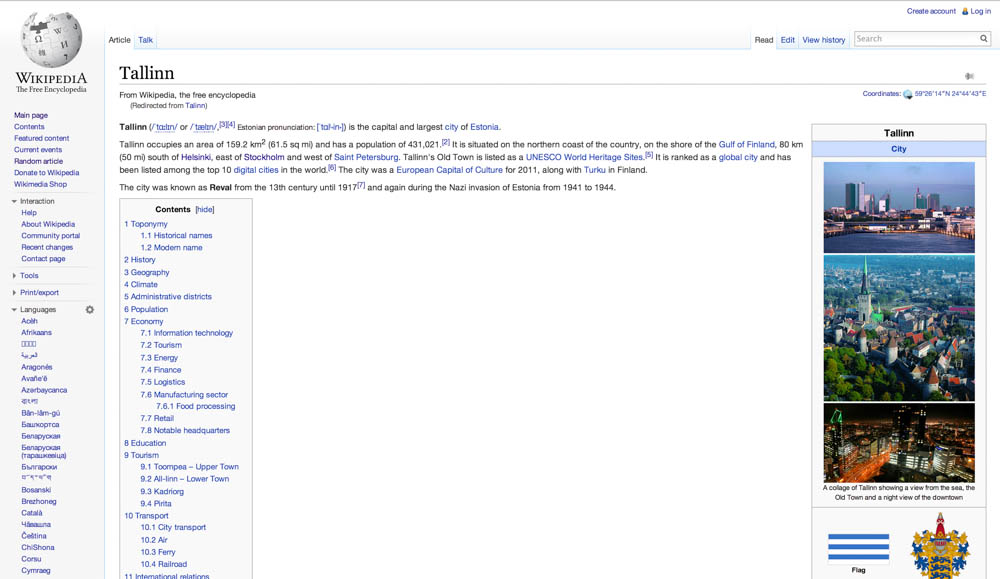 Create account Log in
WIKIPEDIA
The Free Encyclopedia
Main page
Contents
Featured content
Current events
Random article
Donate to Wikipedia
Wikimedia Shop
Interaction
Help
About Wikipedia
Community portal
Recent changes
Contact page
Tools
Print/export
Languages
Acèh
Afrikaans
العربية
Aragonés
Avañe'ẽ
Azərbaycanca
বাংলা
Bân-lâm-gú
Башҡортса
Беларуская
Беларуская
(тарашкевіца)
Български
Bosanski
Brezhoneg
Català
Чӑвашла
Čeština
ChiShona
Corsu
Cymraeg
Article Talk
Read Edit View history Search
Tallinn
From Wikipedia, the free encyclopedia
(Redirected from Talinn)
Coordinates: 59°26′14″N 24°44′43″E
Tallinn (/ˈtɑːlɪn/ or /ˈtælɪn/,[3][4] Estonian pronunciation: [ˈtɑlʲːinː]) is the capital and largest city of Estonia.
Tallinn occupies an area of 159.2 km2 (61.5 sq mi) and has a population of 431,021.[2] It is situated on the northern coast of the country, on the shore of the Gulf of Finland, 80 km
(50 mi) south of Helsinki, east of Stockholm and west of Saint Petersburg. Tallinn's Old Town is listed as a UNESCO World Heritage Sites.[5] It is ranked as a global city and has
been listed among the top 10 digital cities in the world.[6] The city was a European Capital of Culture for 2011, along with Turku in Finland.
The city was known as Reval from the 13th century until 1917[7] and again during the Nazi invasion of Estonia from 1941 to 1944.
Contents [hide]
1 Toponymy
1.1 Historical names
1.2 Modern name
2 History
3 Geography
4 Climate
5 Administrative districts
6 Population
7 Economy
7.1 Information technology
7.2 Tourism
7.3 Energy
7.4 Finance
7.5 Logistics
7.6 Manufacturing sector
7.6.1 Food processing
7.7 Retail
7.8 Notable headquarters
8 Education
9 Tourism
9.1 Toompea – Upper Town
9.2 All-linn – Lower Town
9.3 Kadriorg
9.4 Pirita
10 Transport
10.1 City transport
10.2 Air
10.3 Ferry
10.4 Railroad
11 International relations
Tallinn
City
A collage of Tallinn showing a view from the sea, the
Old Town and a night view of the downtown
Flag